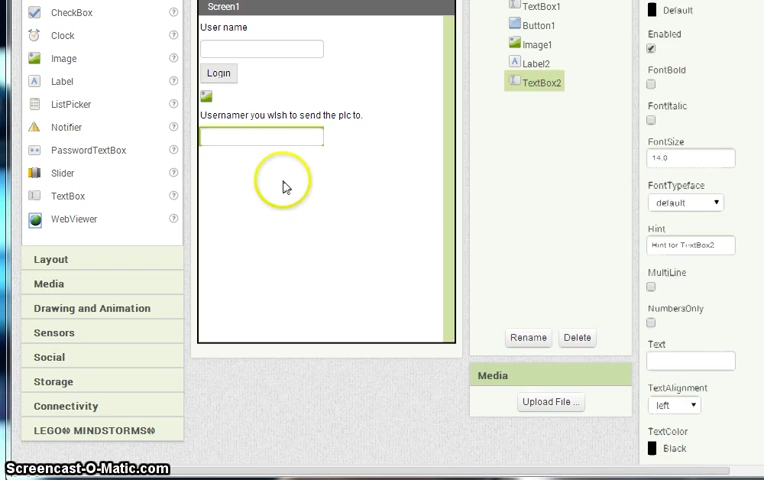 CheckBox
Clock
Image
Label
ListPicker
Notifier
PasswordTextBox
Slider
TextBox
WebViewer
Layout
Media
Drawing and Animation
Sensors
Social
Storage
Connectivity
LEGO® MINDSTORMS®
Screen1
User name
Login
Usernamer you wish to send the pic to.
TextBox1
Button1
Image1
Label2
TextBox2
Rename
Delete
Media
Upload File ...
Default
Enabled
FontBold
FontItalic
FontSize
14.0
FontTypeface
default
Hint
Hint for TextBox2
MultiLine
NumbersOnly
Text
TextAlignment
left
TextColor
Black
Screencast-O-Matic.com